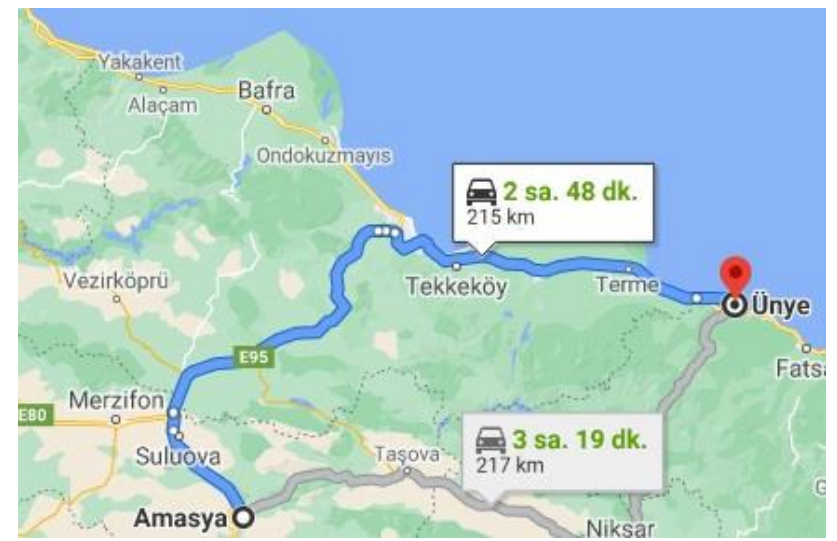 Yakakent
Alaçam
Bafra
Ondokuzmayıs
2 sa. 48 dk.
215 km
Vezirköprü
Tekkeköy
Terme
Ünye
E95
Fatsa
Merzifon
E80
Suluova
3 sa. 19 dk.
217 km
Taşova
Amasya
Niksar
G